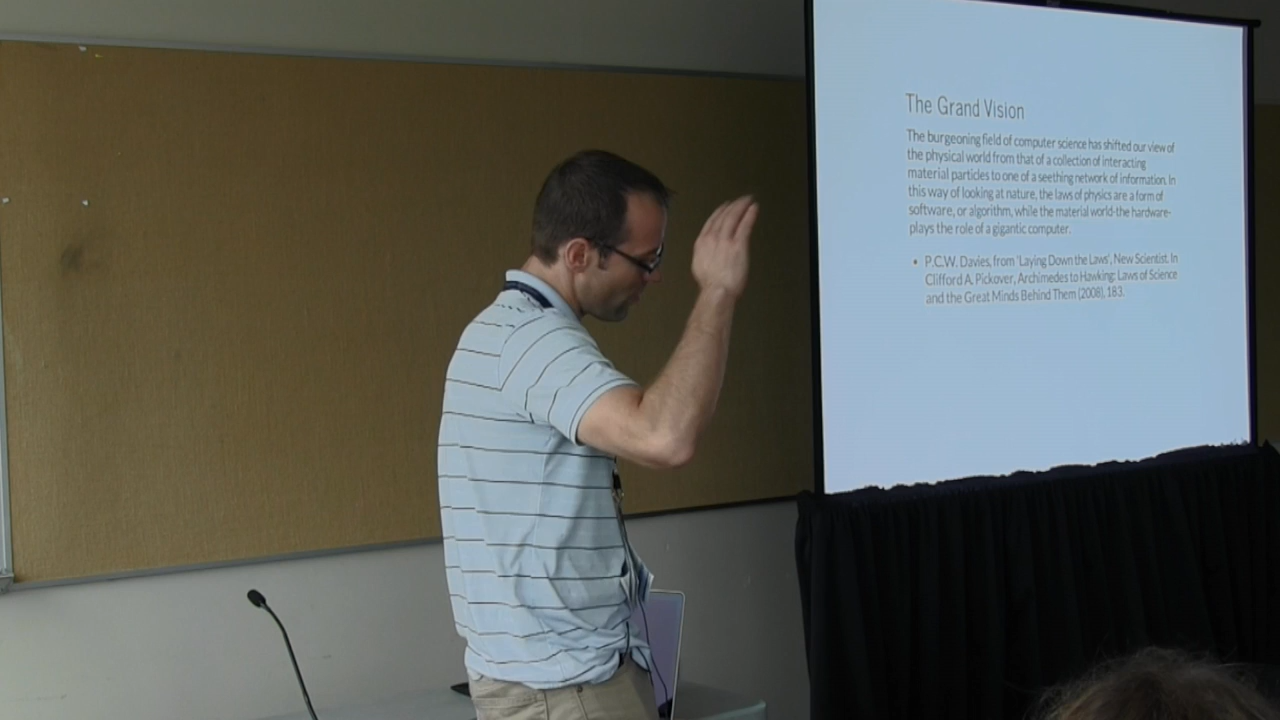 The Grand Vision
The burgeoning field of computer science has shifted our view of
the physical world from that of a collection of interacting
material particles to one of a seething network of information. In
this way of looking at nature, the laws of physics are a form of
software, or algorithm, while the material world-the hardware-
plays the role of a gigantic computer.
• P.C.W. Davies, from 'Laying Down the Laws', New Scientist. In
Clifford A. Pickover, Archimedes to Hawking: Laws of Science
and the Great Minds Behind Them (2008), 183.